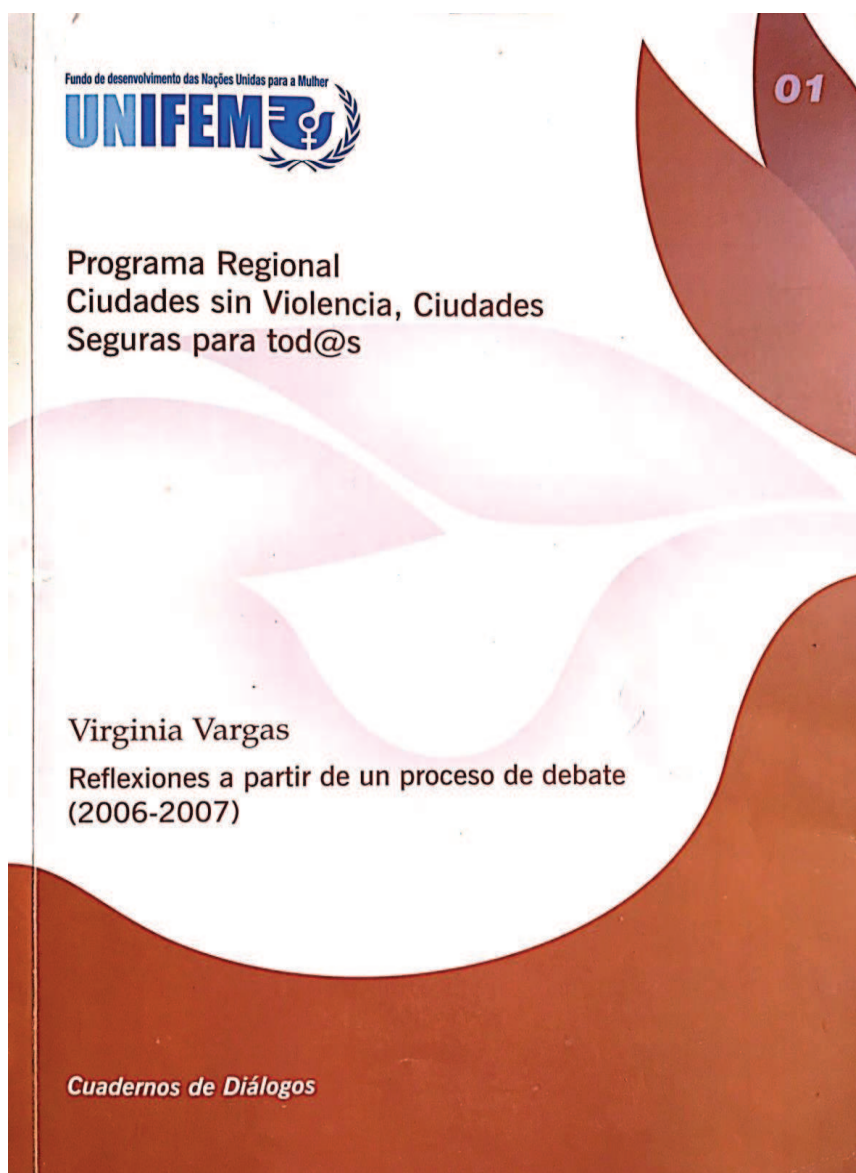 Fundo de desenvolvimento das Nações Unidas para a Mulher
UNIFEM
01
Programa Regional
Ciudades sin Violencia, Ciudades
Seguras para tod@s
Virginia Vargas
Reflexiones a partir de un proceso de debate
(2006-2007)
Cuadernos de Diálogos